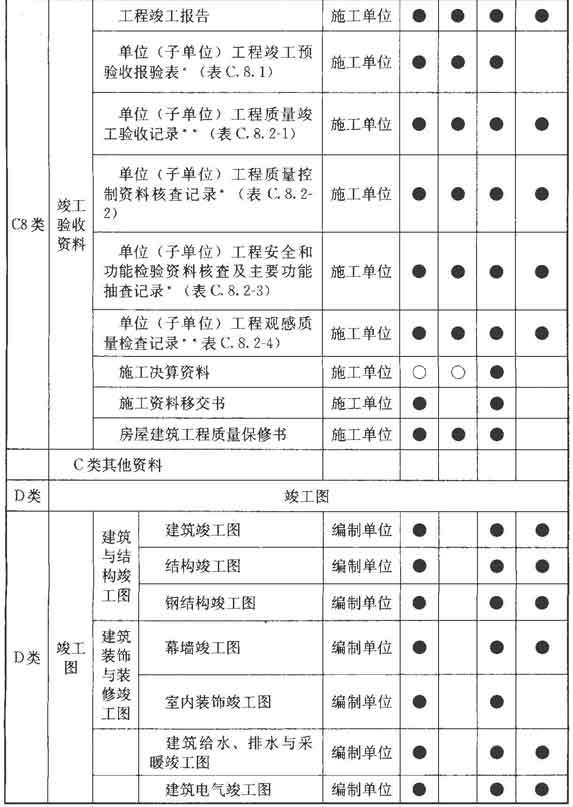 工程竣工报告 施工单位 ● ● ● ●
单位（子单位）工程竣工预
验收报验表*（表C.8.1） 施工单位 ● ● ●
单位（子单位）工程质量竣
工验收记录**（表C.8.2-1） 施工单位 ● ● ● ●
单位（子单位）工程质量控
制资料核查记录*（表C.8.2-
2） 施工单位 ● ● ● ●
C8类
竣工
验收
资料
单位（子单位）工程安全和
功能检验资料核查及主要功能
抽查记录*（表C.8.2-3） 施工单位 ● ● ● ●
单位（子单位）工程观感质
量检查记录**表C.8.2-4） 施工单位 ● ● ● ●
施工决算资料 施工单位 ○ ○ ●
施工资料移交书 施工单位 ● ●
房屋建筑工程质量保修书 施工单位 ● ● ●
C类其他资料
D类 竣工图
D类
竣工
图
建筑
与结
构竣
工图
建筑竣工图 编制单位 ● ● ●
结构竣工图 编制单位 ● ● ●
钢结构竣工图 编制单位 ● ● ●
建筑
装饰
与装
修竣
工图
幕墙竣工图 编制单位 ● ● ●
室内装饰竣工图 编制单位 ● ●
建筑给水、排水与采
暖竣工图 编制单位 ● ● ●
建筑电气竣工图 编制单位 ● ● ●